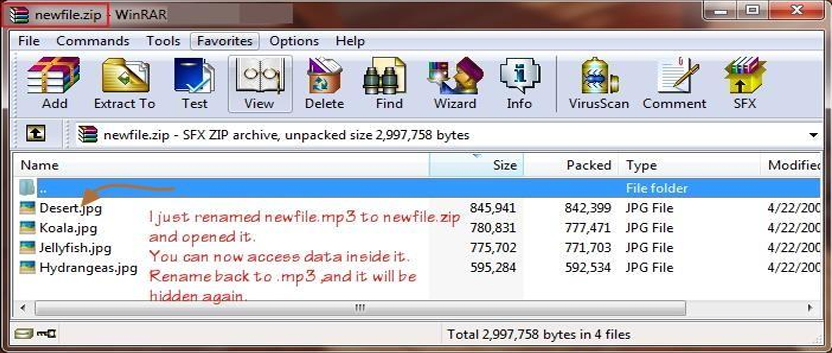 newfile.zip - WinRAR
File Commands Tools Favorites Options Help
Add Extract To Test View Delete Find Wizard Info VirusScan Comment SFX
newfile.zip - SFX ZIP archive, unpacked size 2,997,758 bytes
Name Size Packed Type Modified
.. File folder
Desert.jpg 845,941 842,399 JPG File 4/22/200
Koala.jpg 780,831 777,471 JPG File 4/22/200
Jellyfish.jpg 775,702 771,703 JPG File 4/22/200
Hydrangeas.jpg 595,284 592,534 JPG File 4/22/200
I just renamed newfile.mp3 to newfile.zip
and opened it.
You can now access data inside it.
Rename back to .mp3 ,and it will be
hidden again.
Total 2,997,758 bytes in 4 files